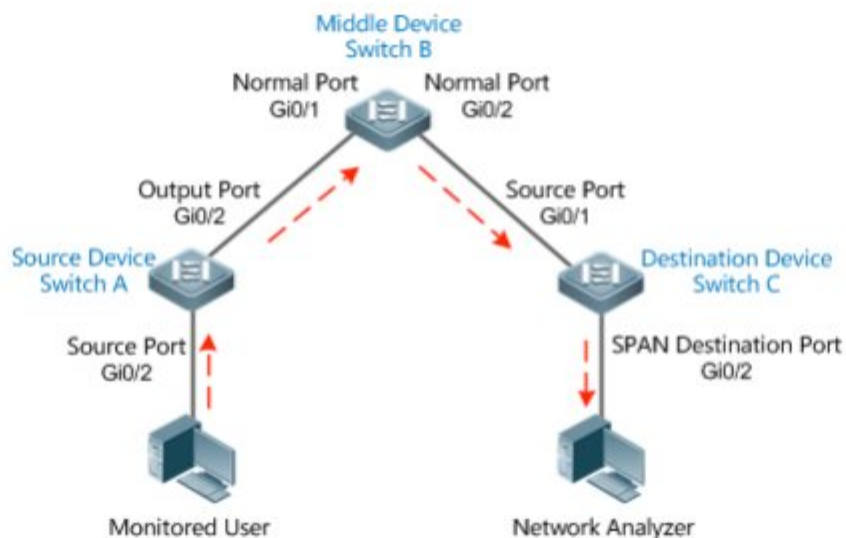 Middle Device
Switch B
Normal Port
Gi0/1
Normal Port
Gi0/2
Output Port
Gi0/2
Source Port
Gi0/1
Source Device
Switch A
Destination Device
Switch C
Source Port
Gi0/2
SPAN Destination Port
Gi0/2
Monitored User
Network Analyzer